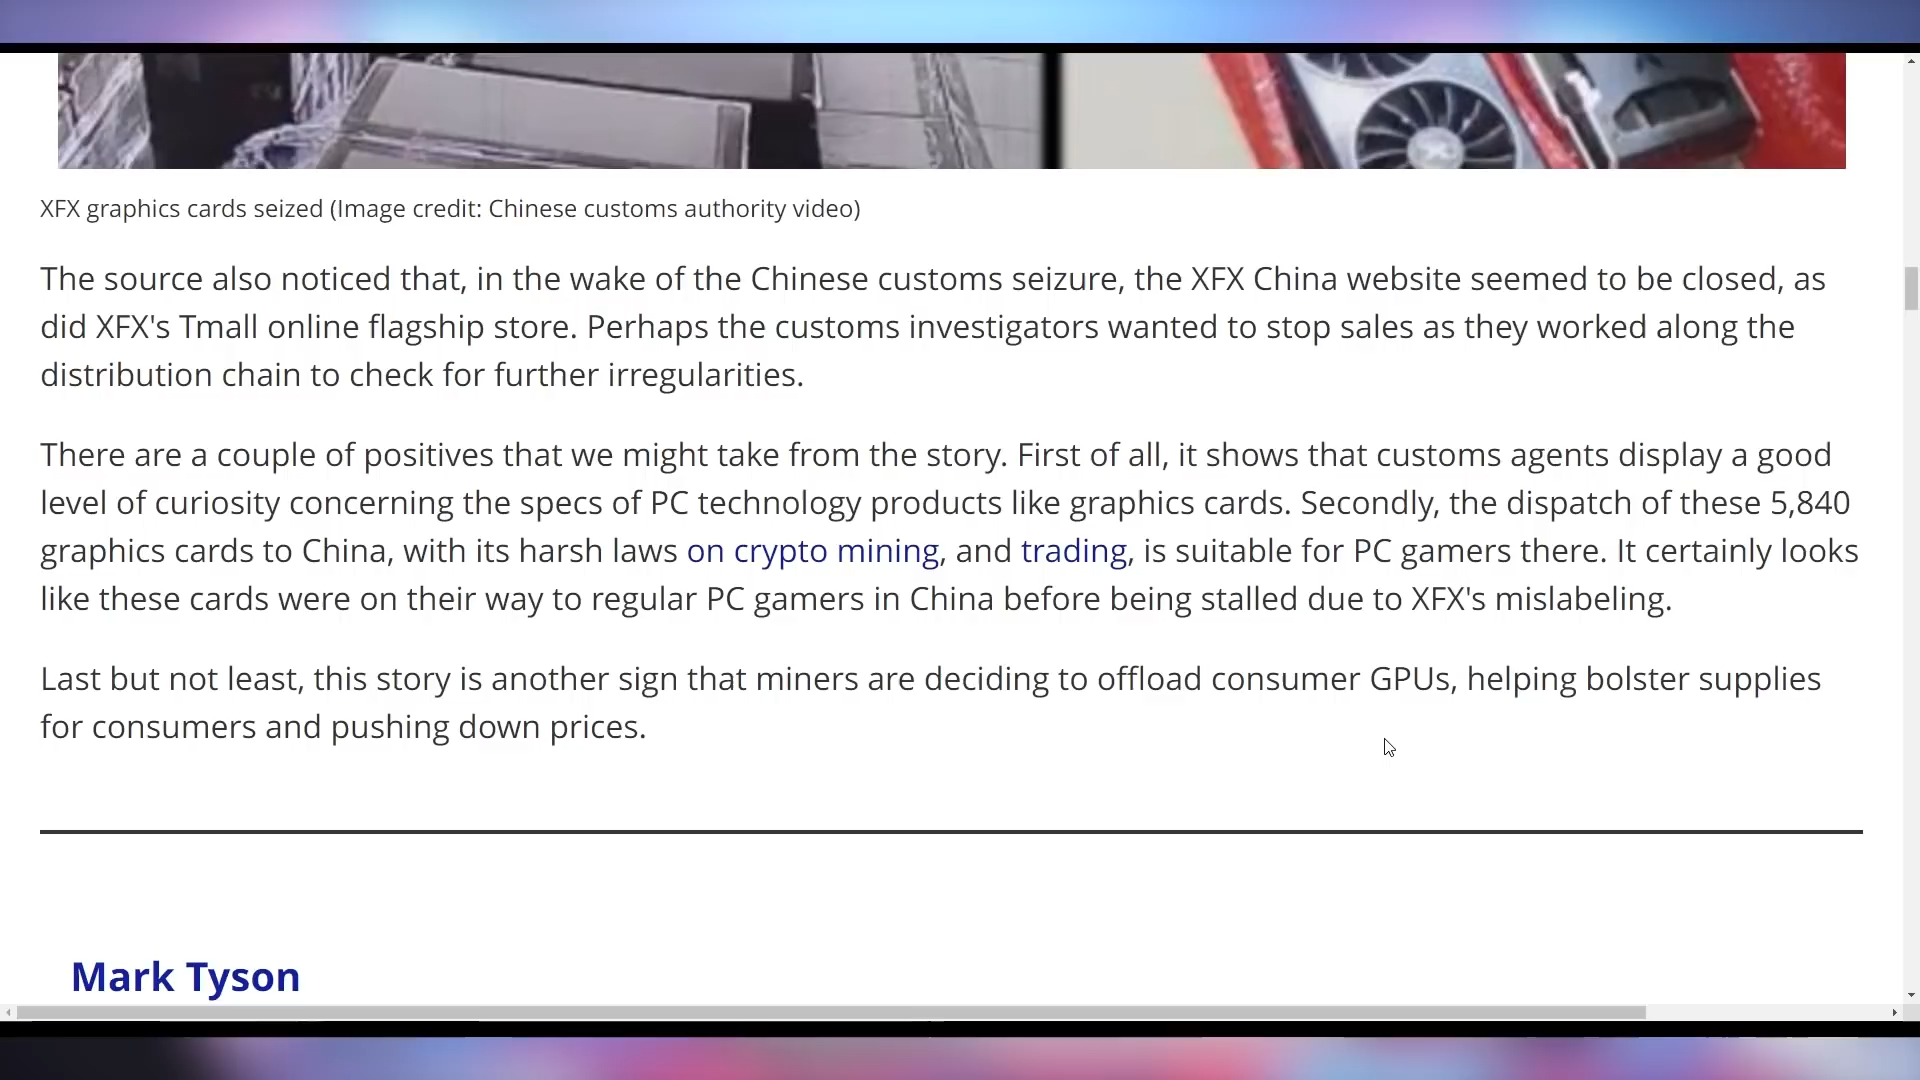 XFX graphics cards seized (Image credit: Chinese customs authority video)
The source also noticed that, in the wake of the Chinese customs seizure, the XFX China website seemed to be closed, as
did XFX's Tmall online flagship store. Perhaps the customs investigators wanted to stop sales as they worked along the
distribution chain to check for further irregularities.
There are a couple of positives that we might take from the story. First of all, it shows that customs agents display a good
level of curiosity concerning the specs of PC technology products like graphics cards. Secondly, the dispatch of these 5,840
graphics cards to China, with its harsh laws on crypto mining, and trading, is suitable for PC gamers there. It certainly looks
like these cards were on their way to regular PC gamers in China before being stalled due to XFX's mislabeling.
Last but not least, this story is another sign that miners are deciding to offload consumer GPUs, helping bolster supplies
for consumers and pushing down prices.
Mark Tyson